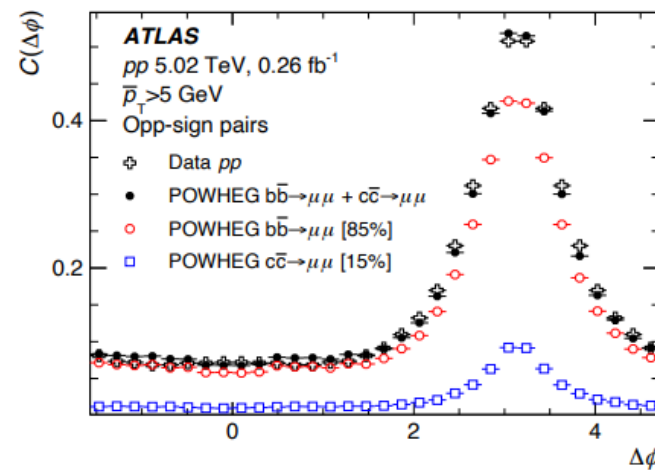 C(Δϕ)
ATLAS
pp 5.02 TeV, 0.26 fb⁻¹
p̅_T>5 GeV
Opp-sign pairs
Data pp
POWHEG bb̅→μμ + cc̅→μμ
POWHEG bb̅→μμ [85%]
POWHEG cc̅→μμ [15%]
0.4
0.2
0 2 4
Δϕ